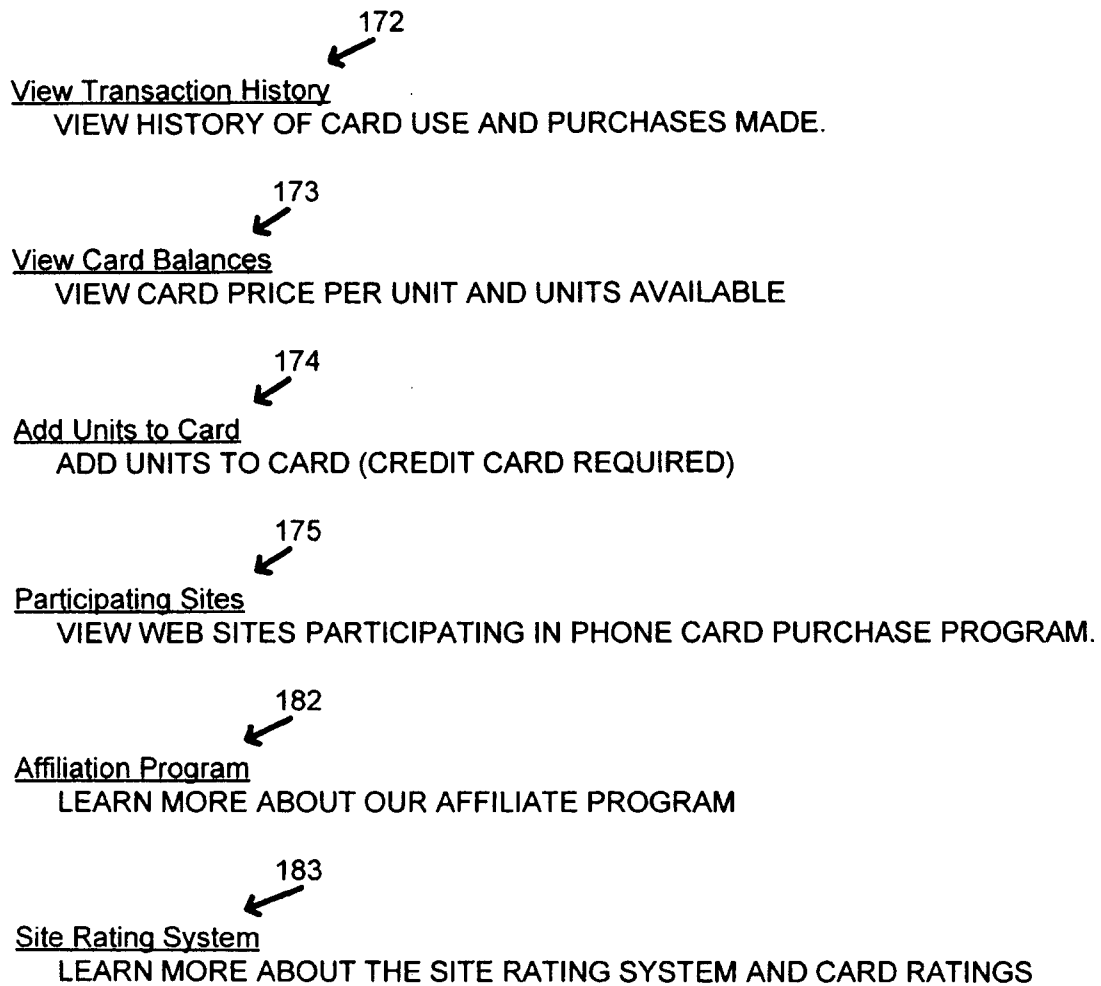 172
View Transaction History
VIEW HISTORY OF CARD USE AND PURCHASES MADE.
173
View Card Balances
VIEW CARD PRICE PER UNIT AND UNITS AVAILABLE
174
Add Units to Card
ADD UNITS TO CARD (CREDIT CARD REQUIRED)
175
Participating Sites
VIEW WEB SITES PARTICIPATING IN PHONE CARD PURCHASE PROGRAM.
182
Affiliation Program
LEARN MORE ABOUT OUR AFFILIATE PROGRAM
183
Site Rating System
LEARN MORE ABOUT THE SITE RATING SYSTEM AND CARD RATINGS